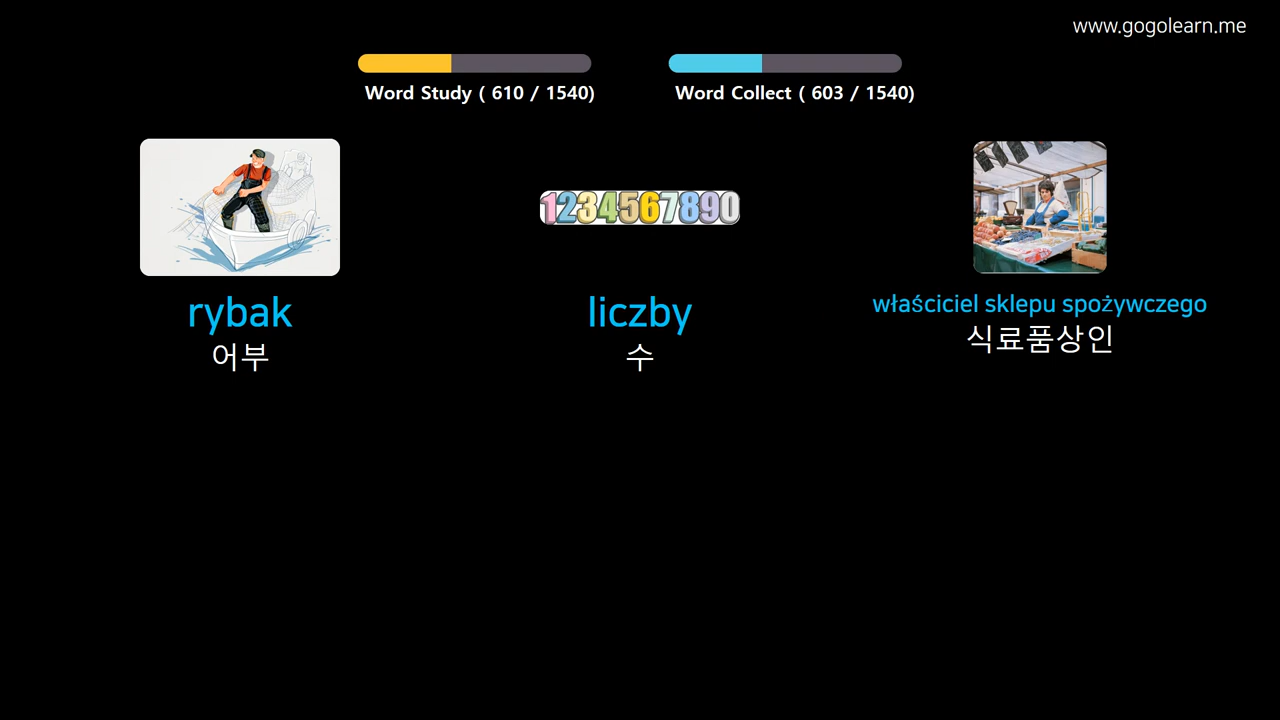 www.gogolearn.me
Word Study ( 610 / 1540)
Word Collect ( 603 / 1540)
1234567890
rybak
어부
liczby
수
właściciel sklepu spożywczego
식료품상인